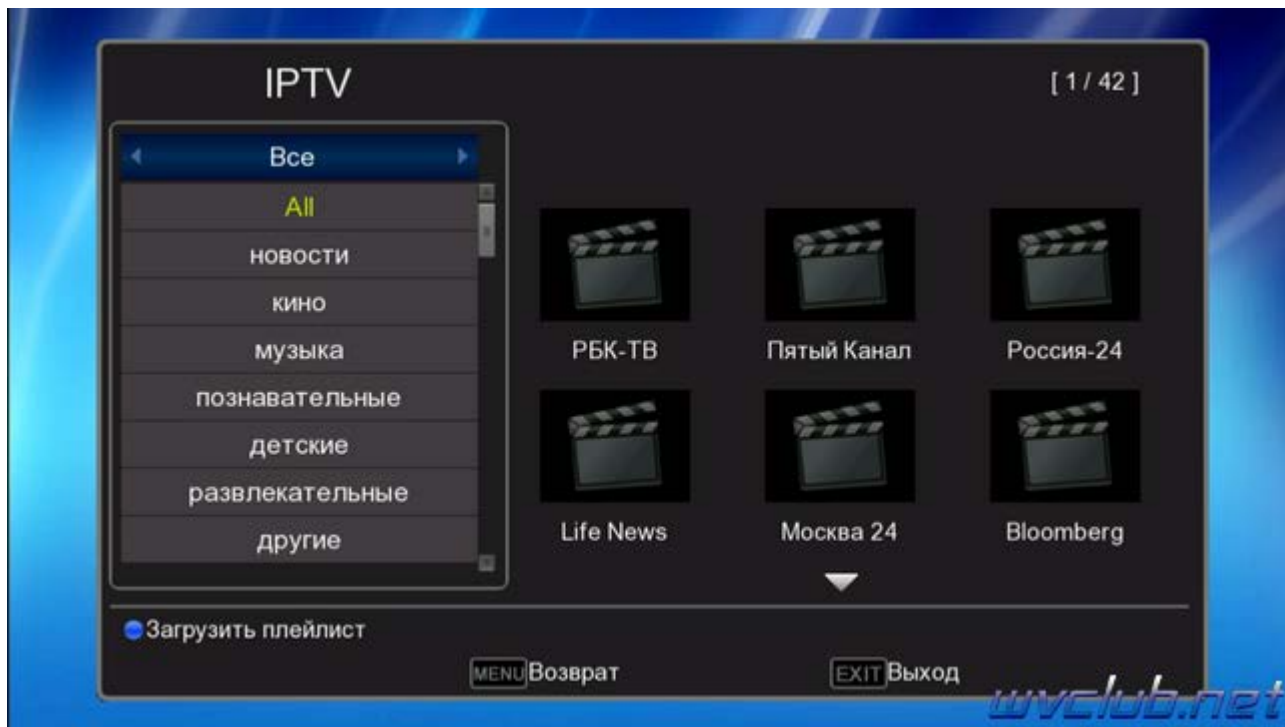 IPTV
[ 1 / 42 ]
Все
All
новости
кино
музыка
познавательные
детские
развлекательные
другие
РБК-ТВ
Пятый Канал
Россия-24
Life News
Москва 24
Bloomberg
Загрузить плейлист
MENU Возврат
EXIT Выход
wvclub.net